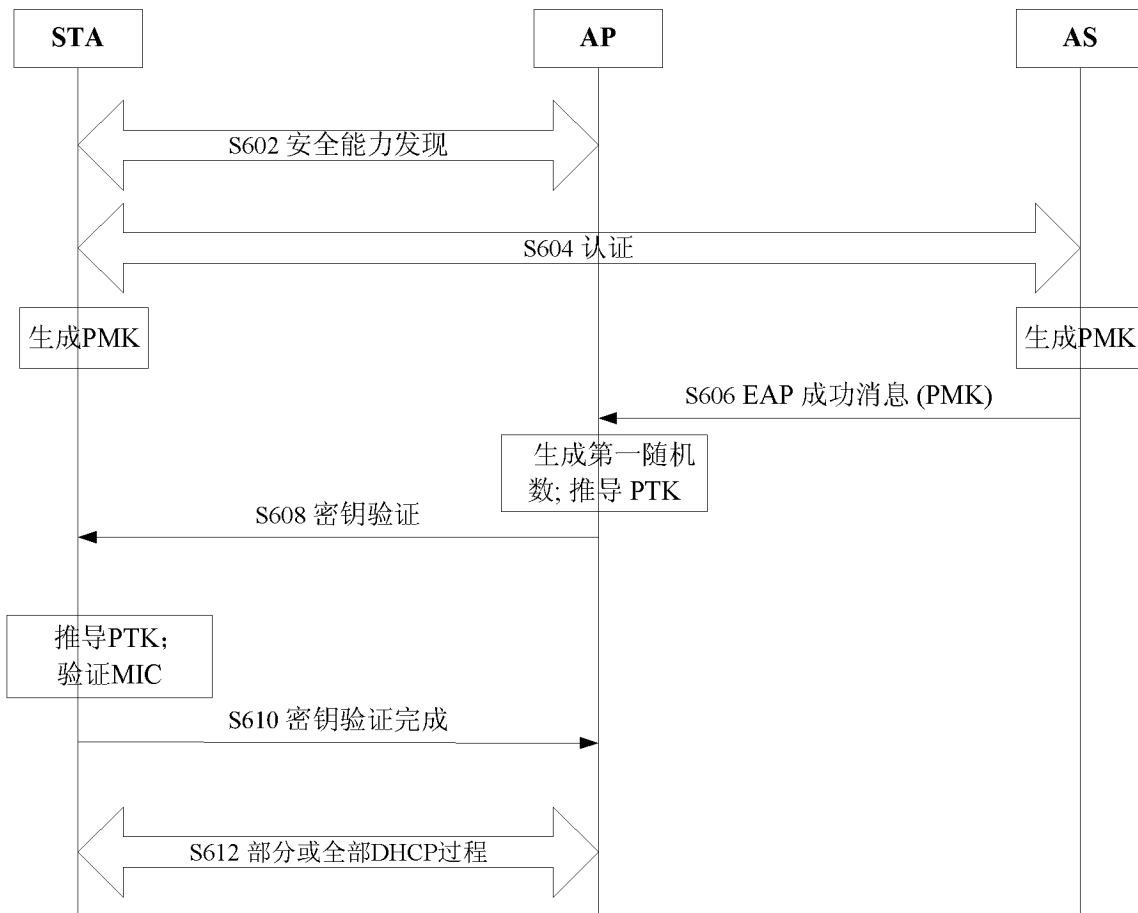 STA
AP
AS
S602 安全能力发现
S604 认证
生成PMK
生成PMK
S606 EAP 成功消息 (PMK)
生成第一随机
数; 推导 PTK
S608 密钥验证
推导PTK；
验证MIC
S610 密钥验证完成
S612 部分或全部DHCP过程